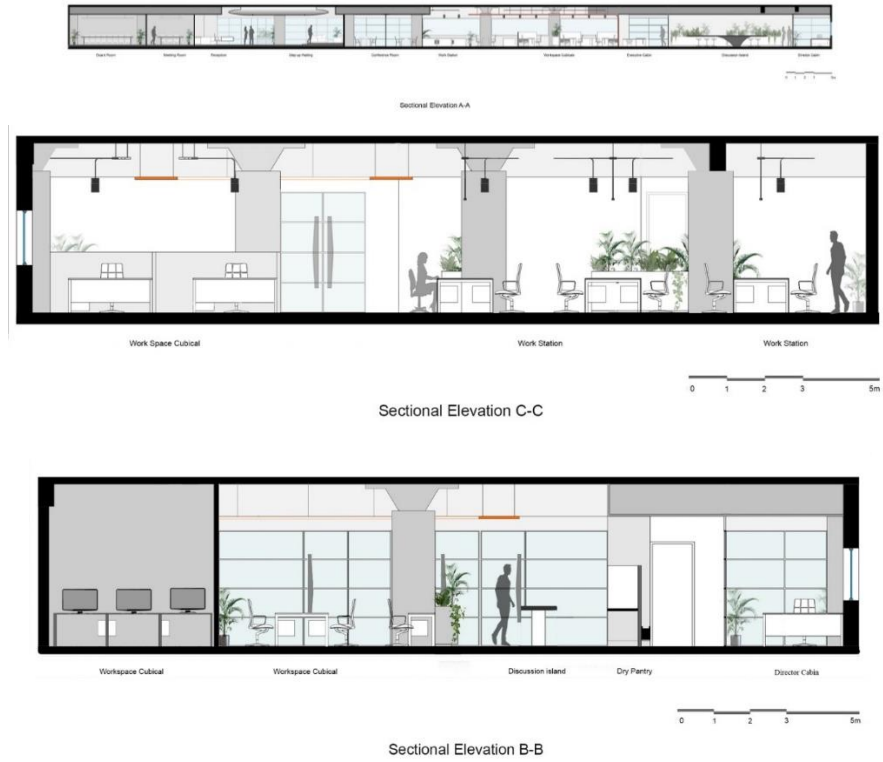 Board Room Meeting Room Reception Conference Room Work Station Workspace Cubical Executive Cabin Discussion Island Director Cabin
Sectional Elevation A-A
Work Space Cubical Work Station Work Station
0 1 2 3 5m
Sectional Elevation C-C
Workspace Cubical Workspace Cubical Discussion island Dry Pantry Director Cabin
0 1 2 3 5m
Sectional Elevation B-B